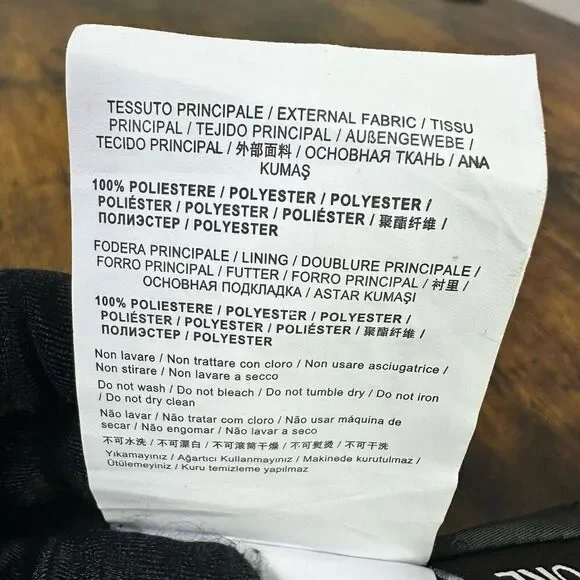 TESSUTO PRINCIPALE / EXTERNAL FABRIC / TISSU
PRINCIPAL / TEJIDO PRINCIPAL / AUßENGEWEBE /
TECIDO PRINCIPAL / 外部面料 / ОСНОВНАЯ ТКАНЬ / ANA
KUMAŞ
100% POLIESTERE / POLYESTER / POLYESTER /
POLIÉSTER / POLYESTER / POLIÉSTER / 聚酯纤维 /
ПОЛИЭСТЕР / POLYESTER
FODERA PRINCIPALE / LINING / DOUBLURE PRINCIPALE /
FORRO PRINCIPAL / FUTTER / FORRO PRINCIPAL / 衬里 /
ОСНОВНАЯ ПОДКЛАДКА / ASTAR KUMAŞI
100% POLIESTERE / POLYESTER / POLYESTER /
POLIÉSTER / POLYESTER / POLIÉSTER / 聚酯纤维 /
ПОЛИЭСТЕР / POLYESTER
Non lavare / Non trattare con cloro / Non usare asciugatrice /
Non stirare / Non lavare a secco
Do not wash / Do not bleach / Do not tumble dry / Do not iron
/ Do not dry clean
Não lavar / Não tratar com cloro / Não usar máquina de
secar / Não engomar / Não lavar a seco
不可水洗 / 不可漂白 / 不可滚筒干燥 / 不可熨烫 / 不可干洗
Yıkamayınız / Ağartıcı Kullanmayınız / Makinede kurutulmaz /
Ütülemeyiniz / Kuru temizleme yapılmaz